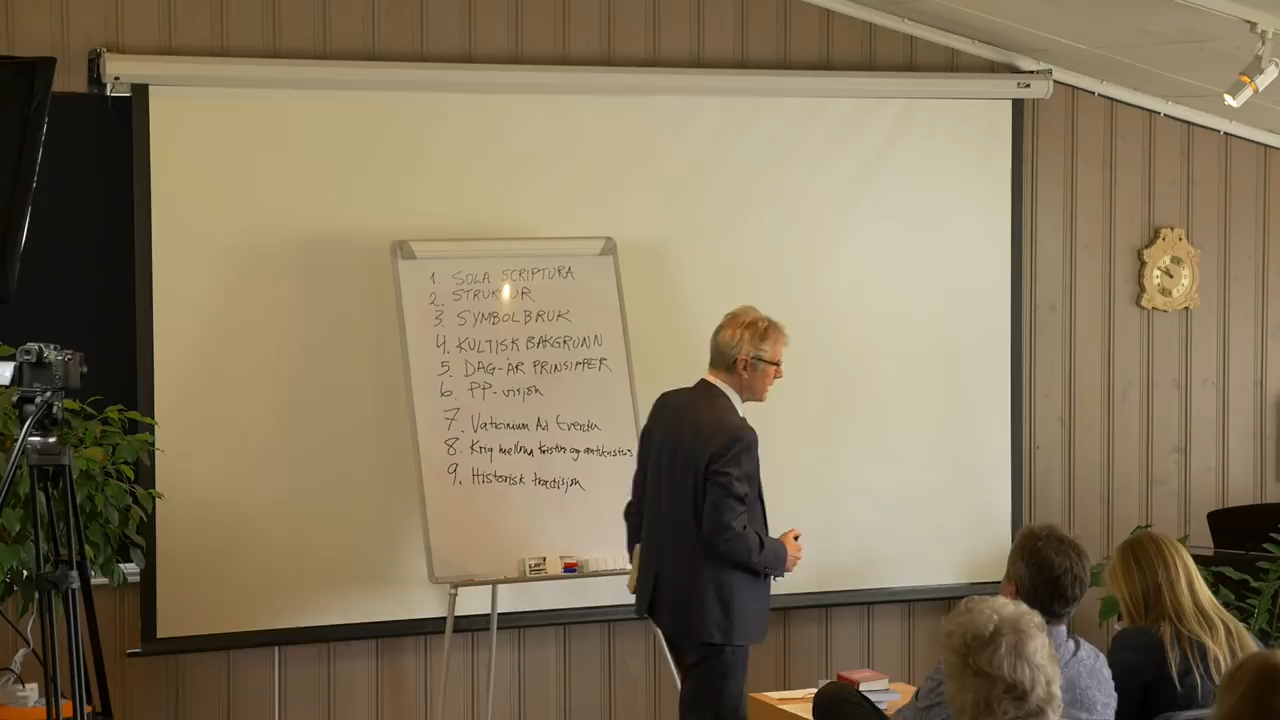 1. SOLA SCRIPTURA
2. STRUKTUR
3. SYMBOLBRUK
4. KULTISK BAKGRUNN
5. DAG-ÅR PRINSIPPER
6. PP-visjon
7. Vaticinium Ad Eventu
8. Krig mellom kristus og antikristus
9. Historisk tradisjon